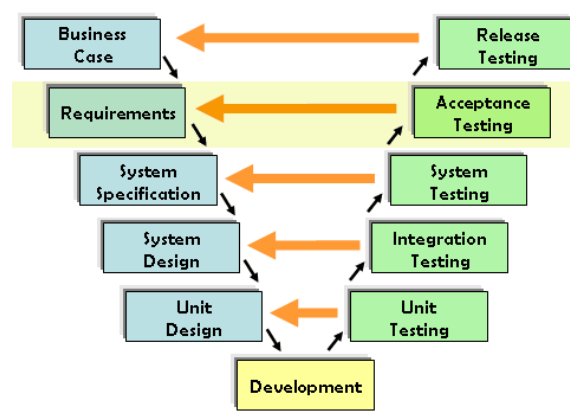 Business
Case
Release
Testing
Requirements
Acceptance
Testing
System
Specification
System
Testing
System
Design
Integration
Testing
Unit
Design
Unit
Testing
Development